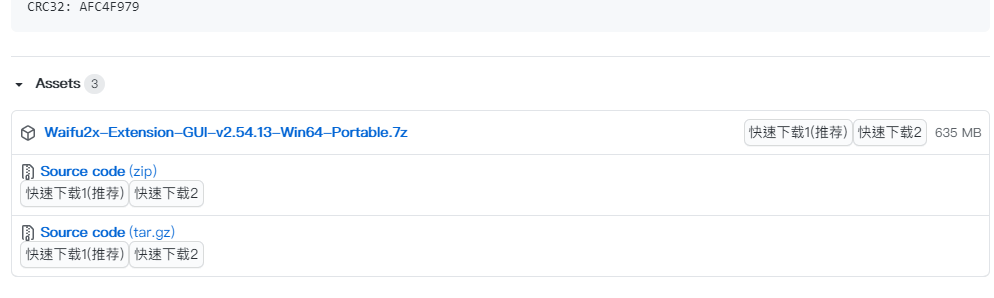 CRC32: AFC4F979
Assets 3
Waifu2x-Extension-GUI-v2.54.13-Win64-Portable.7z 快速下载1(推荐) 快速下载2 635 MB
Source code (zip)
快速下载1(推荐) 快速下载2
Source code (tar.gz)
快速下载1(推荐) 快速下载2